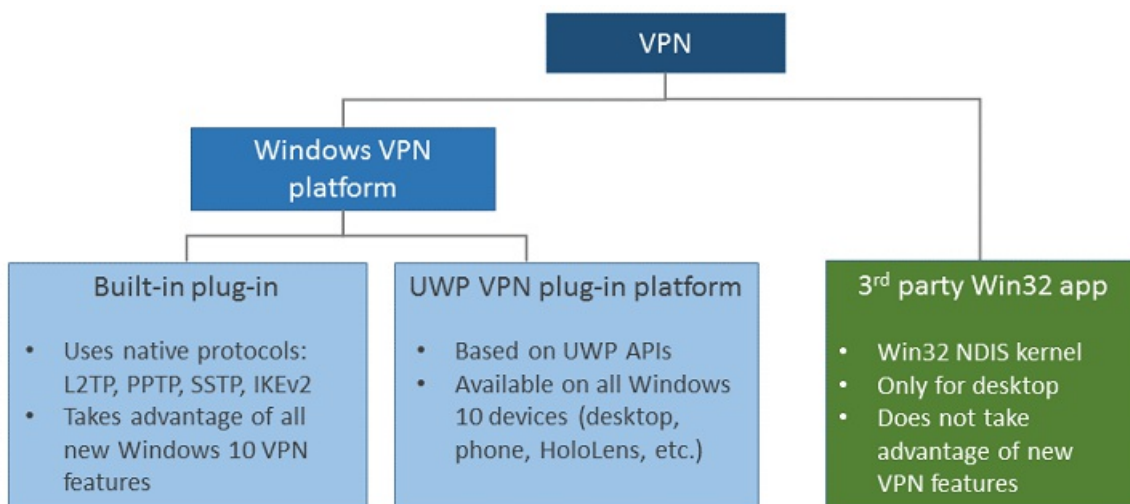 VPN
Windows VPN
platform
Built-in plug-in
• Uses native protocols:
L2TP, PPTP, SSTP, IKEv2
• Takes advantage of all
new Windows 10 VPN
features
UWP VPN plug-in platform
• Based on UWP APIs
• Available on all Windows
10 devices (desktop,
phone, HoloLens, etc.)
3rd party Win32 app
• Win32 NDIS kernel
• Only for desktop
• Does not take
advantage of new
VPN features